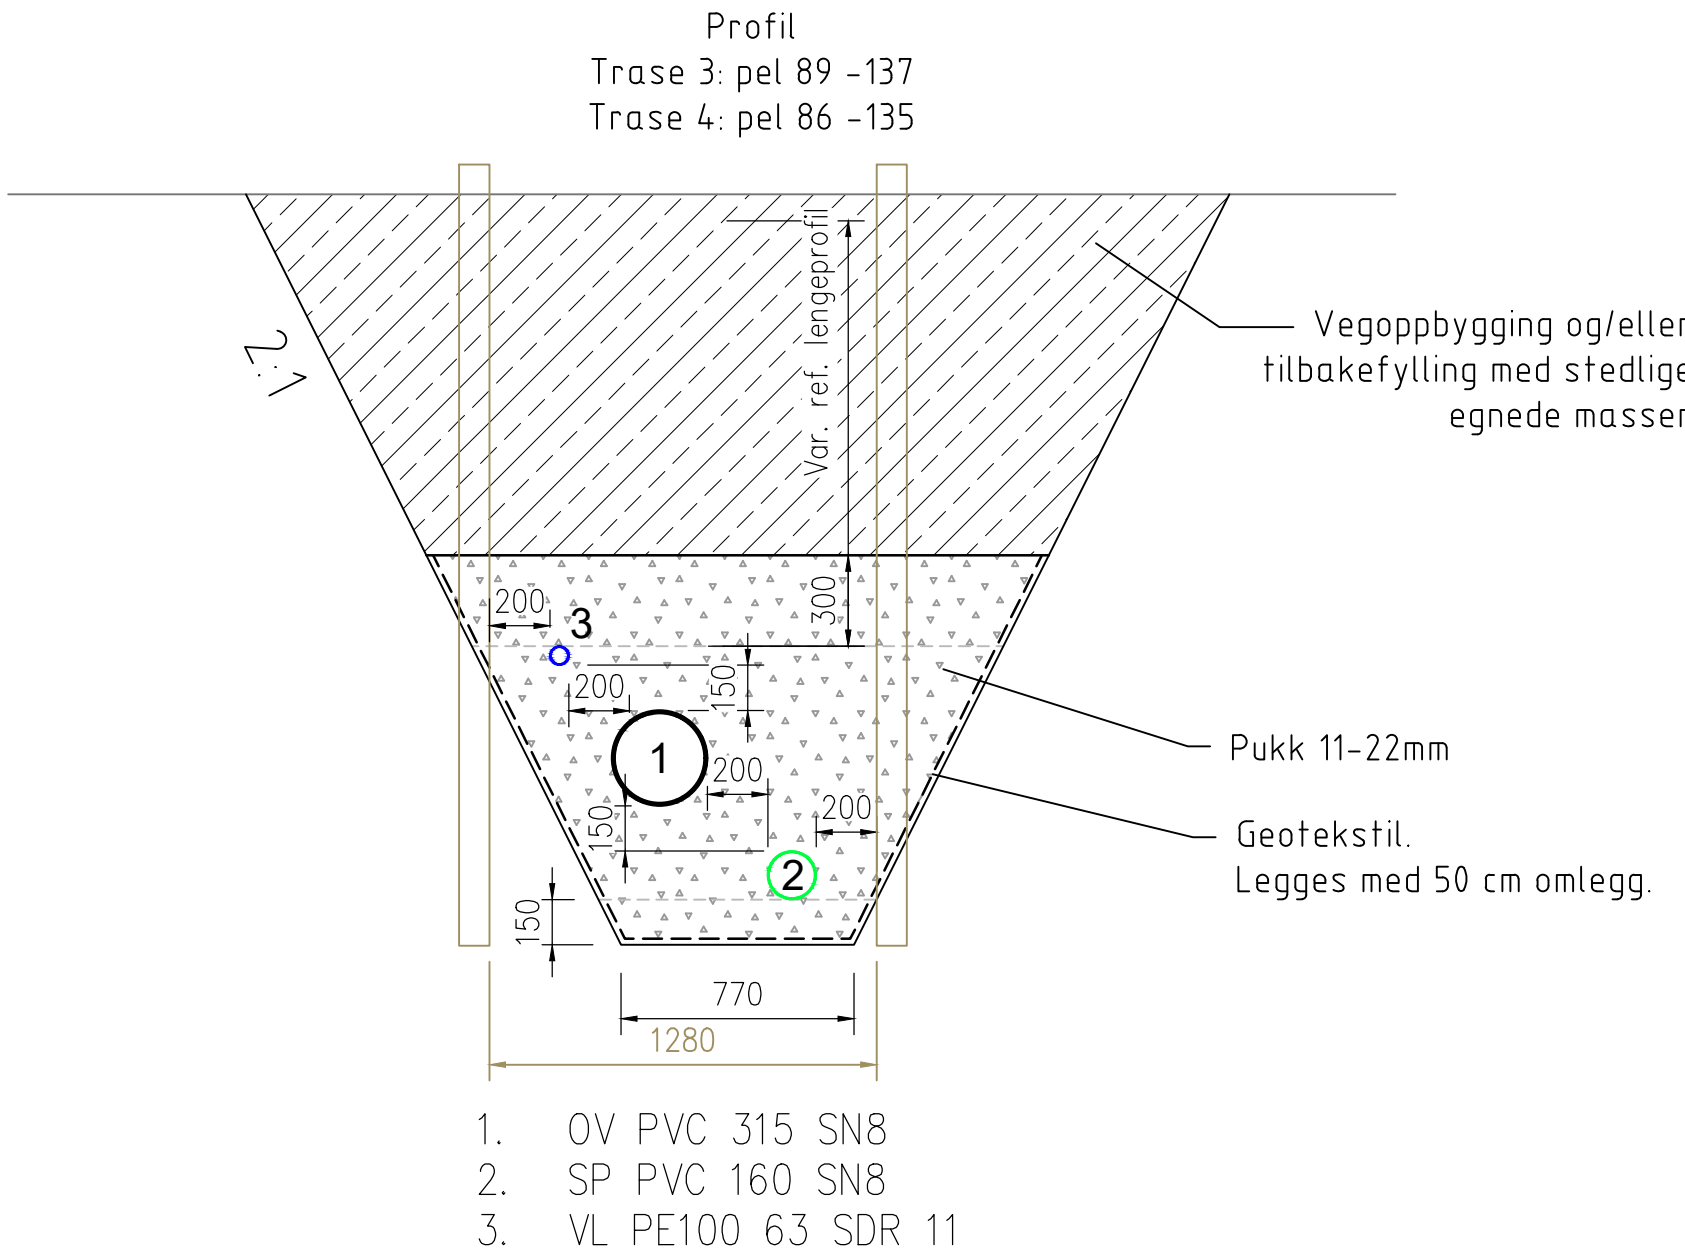 Profil
Trase 3: pel 89 -137
Trase 4: pel 86 -135
2:1
Var. ref. lengeprofil
Vegoppbygging og/eller
tilbakefylling med stedlige
egnede masser
300
200
3
200
150
1
200
150
200
2
150
Pukk 11-22mm
Geotekstil.
Legges med 50 cm omlegg.
770
1280
1. OV PVC 315 SN8
2. SP PVC 160 SN8
3. VL PE100 63 SDR 11